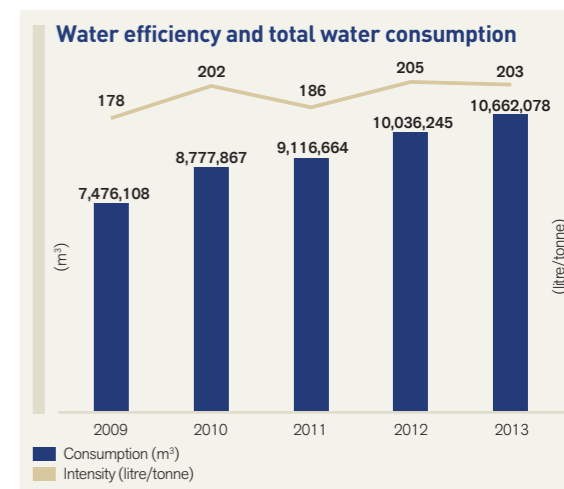 Water efficiency and total water consumption
178
202
186
205
203
7,476,108
8,777,867
9,116,664
10,036,245
10,662,078
(m³)
(litre/tonne)
2009 2010 2011 2012 2013
Consumption (m³)
Intensity (litre/tonne)